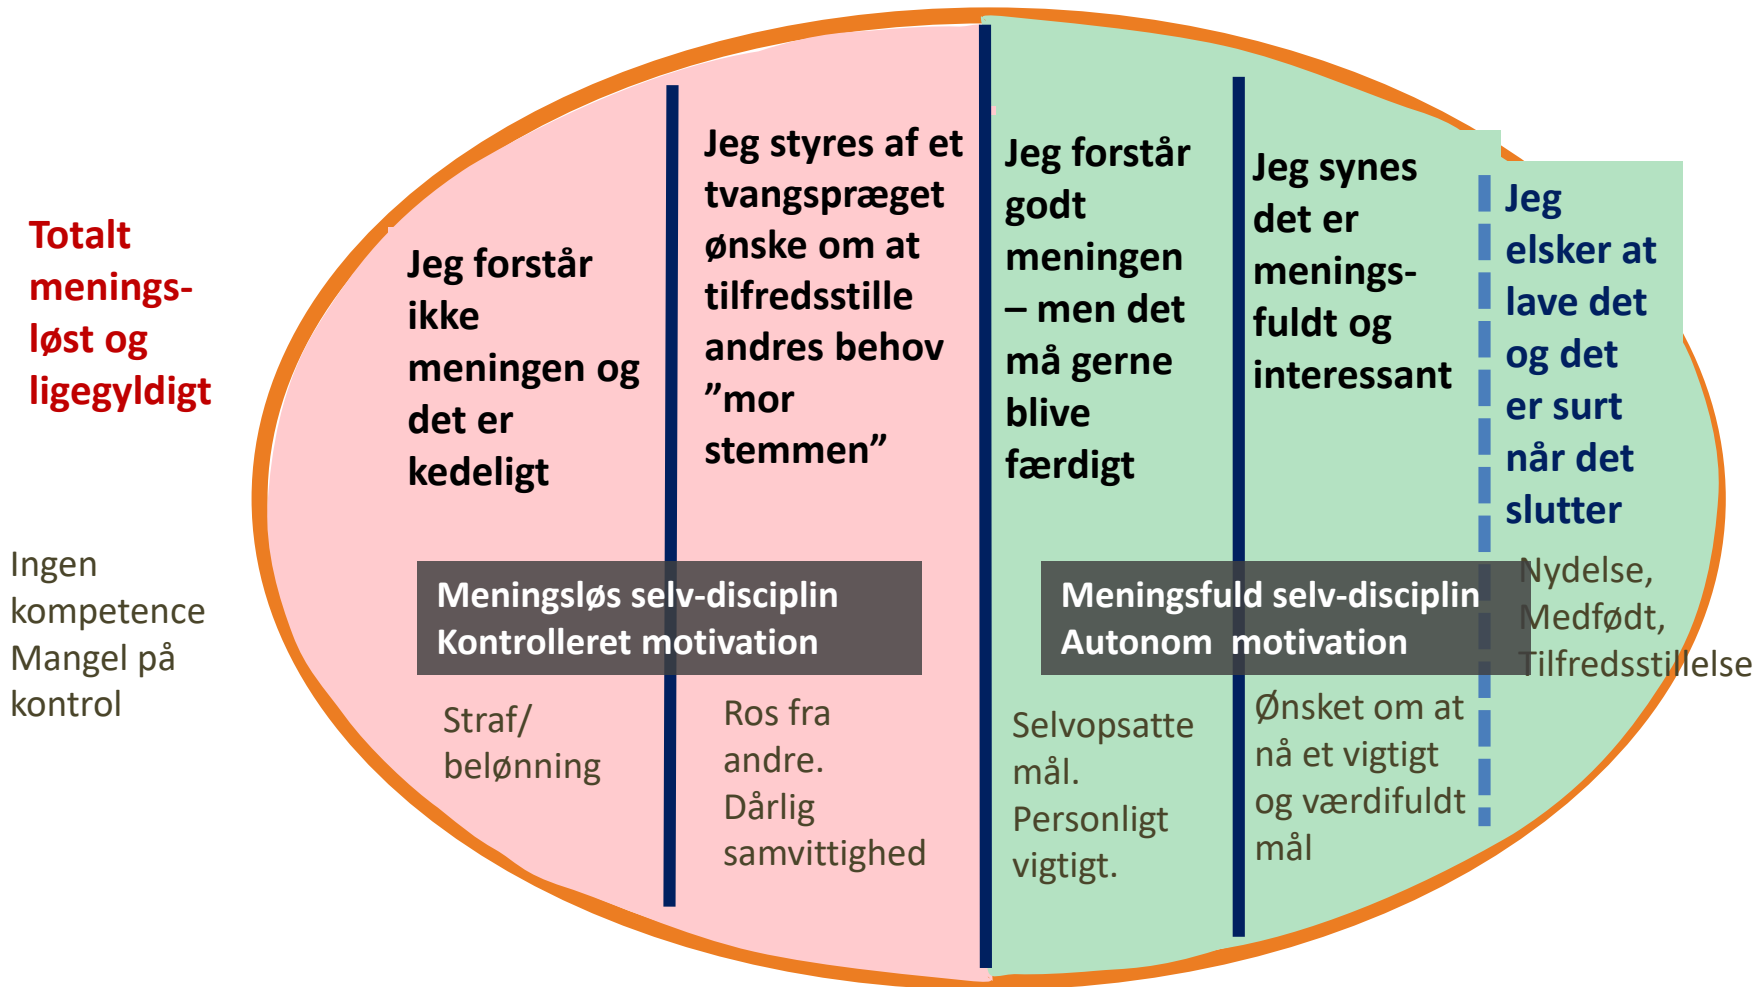 Totalt
menings-
løst og
ligegyldigt
Ingen
kompetence
Mangel på
kontrol
Jeg forstår
ikke
meningen og
det er
kedeligt
Jeg styres af et
tvangspræget
ønske om at
tilfredsstille
andres behov
”mor
stemmen”
Meningsløs selv-disciplin
Kontrolleret motivation
Straf/
belønning
Ros fra
andre.
Dårlig
samvittighed
Jeg forstår
godt
meningen
– men det
må gerne
blive
færdigt
Jeg synes
det er
menings-
fuldt og
interessant
Jeg
elsker at
lave det
og det
er surt
når det
slutter
Meningsfuld selv-disciplin
Autonom motivation
Selvopsatte
mål.
Personligt
vigtigt.
Ønsket om at
nå et vigtigt
og værdifuldt
mål
Nydelse,
Medfødt,
Tilfredsstillelse